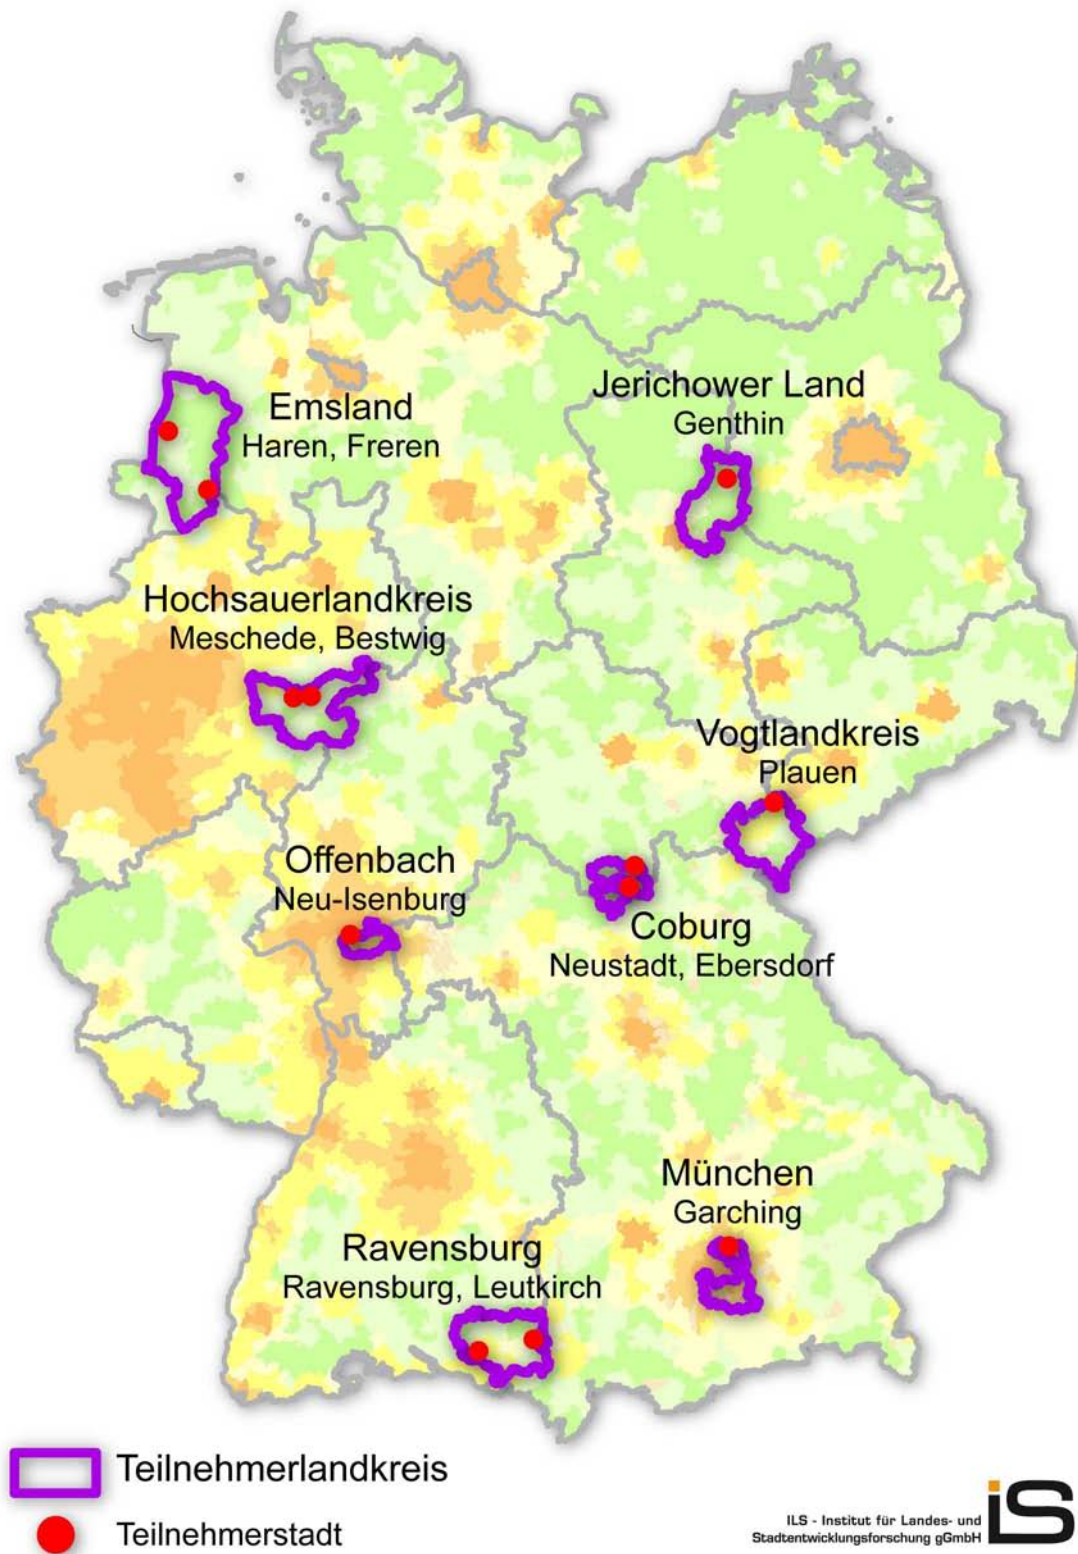 Jerichower Land
Genthin
Emsland
Haren, Freren
Hochsauerlandkreis
Meschede, Bestwig
Vogtlandkreis
Plauen
Offenbach
Neu-Isenburg
Coburg
Neustadt, Ebersdorf
München
Garching
Ravensburg
Ravensburg, Leutkirch
Teilnehmerlandkreis
Teilnehmerstadt
ILS - Institut für Landes- und
Stadtentwicklungsforschung gGmbH
iLS